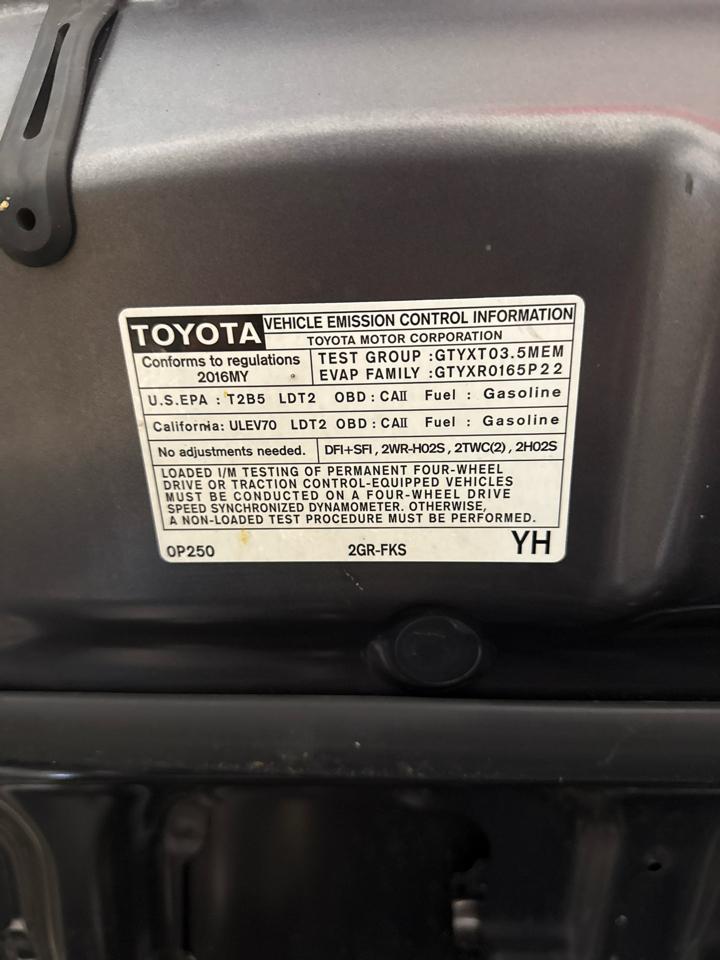 TOYOTA VEHICLE EMISSION CONTROL INFORMATION
TOYOTA MOTOR CORPORATION
Conforms to regulations
2016MY
TEST GROUP :GTYXT03.5MEM
EVAP FAMILY :GTYXR0165P22
U.S.EPA : T2B5 LDT2 OBD : CAII Fuel : Gasoline
California: ULEV70 LDT2 OBD : CAII Fuel : Gasoline
No adjustments needed. DFI+SFI , 2WR-HO2S , 2TWC(2) , 2HO2S
LOADED I/M TESTING OF PERMANENT FOUR-WHEEL
DRIVE OR TRACTION CONTROL-EQUIPPED VEHICLES
MUST BE CONDUCTED ON A FOUR-WHEEL DRIVE
SPEED SYNCHRONIZED DYNAMOMETER. OTHERWISE,
A NON-LOADED TEST PROCEDURE MUST BE PERFORMED.
0P250 2GR-FKS YH